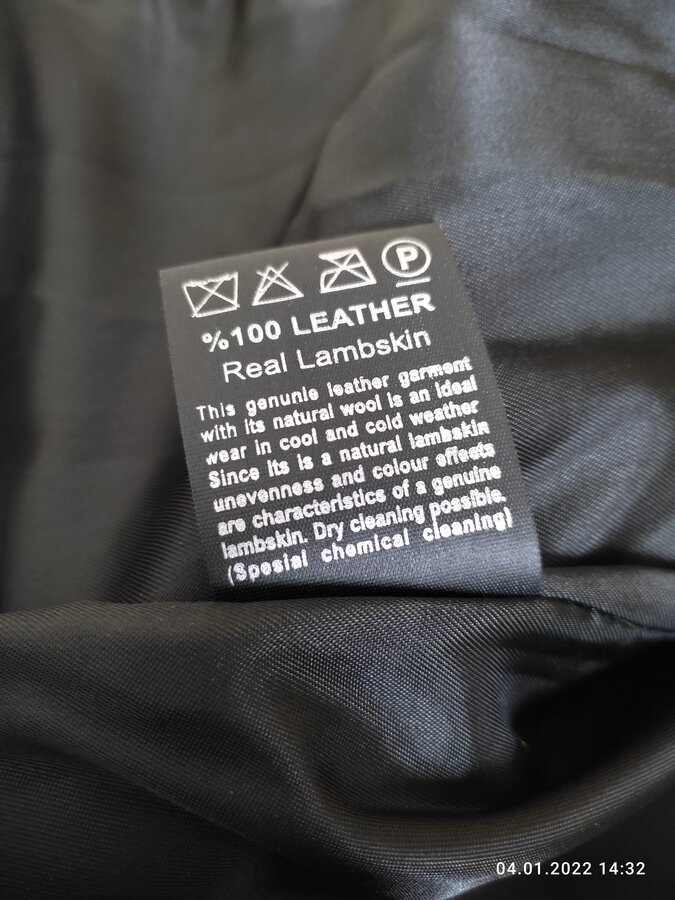 P
%100 LEATHER
Real Lambskin
This genunie leather garment
with its natural wool is an ideal
wear in cool and cold weather
Since its is a natural lambskin
unevenness and colour effects
are characteristics of a genuine
lambskin. Dry cleaning possible.
(Spesial chemical cleaning)
04.01.2022 14:32